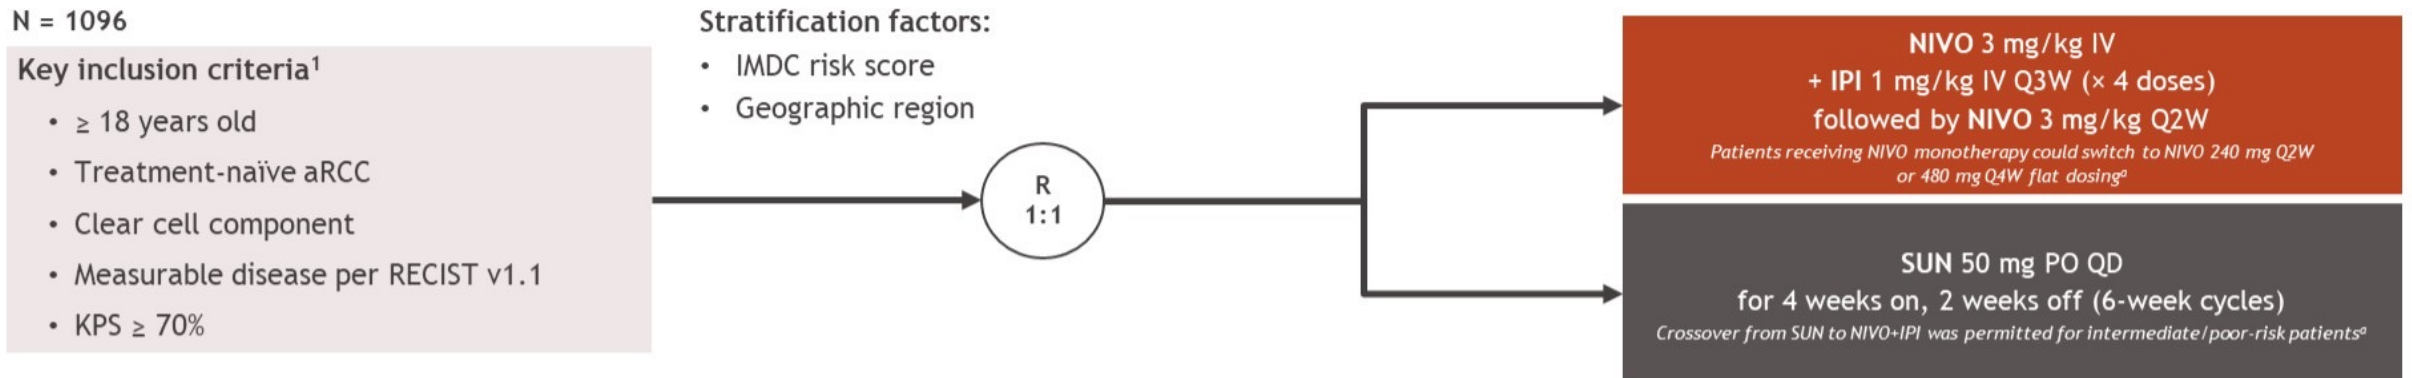 N = 1096
Key inclusion criteria¹
• ≥ 18 years old
• Treatment-naïve aRCC
• Clear cell component
• Measurable disease per RECIST v1.1
• KPS ≥ 70%
Stratification factors:
• IMDC risk score
• Geographic region
R
1:1
NIVO 3 mg/kg IV
+ IPI 1 mg/kg IV Q3W (× 4 doses)
followed by NIVO 3 mg/kg Q2W
Patients receiving NIVO monotherapy could switch to NIVO 240 mg Q2W
or 480 mg Q4W flat dosingᵃ
SUN 50 mg PO QD
for 4 weeks on, 2 weeks off (6-week cycles)
Crossover from SUN to NIVO+IPI was permitted for intermediate/poor-risk patientsᵃ